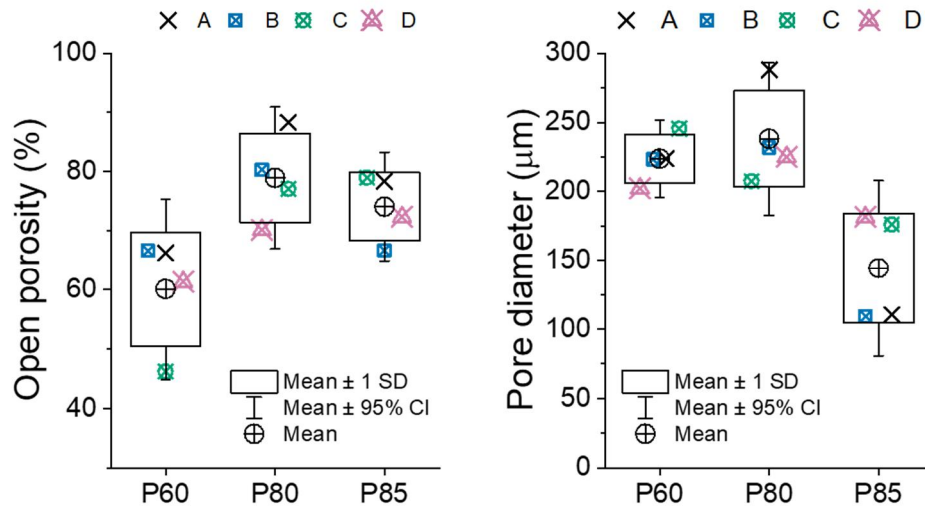 A B C D
Open porosity (%)
100
80
60
40
Mean ± 1 SD
Mean ± 95% CI
Mean
P60 P80 P85
A B C D
Pore diameter (μm)
300
250
200
150
100
50
0
Mean ± 1 SD
Mean ± 95% CI
Mean
P60 P80 P85